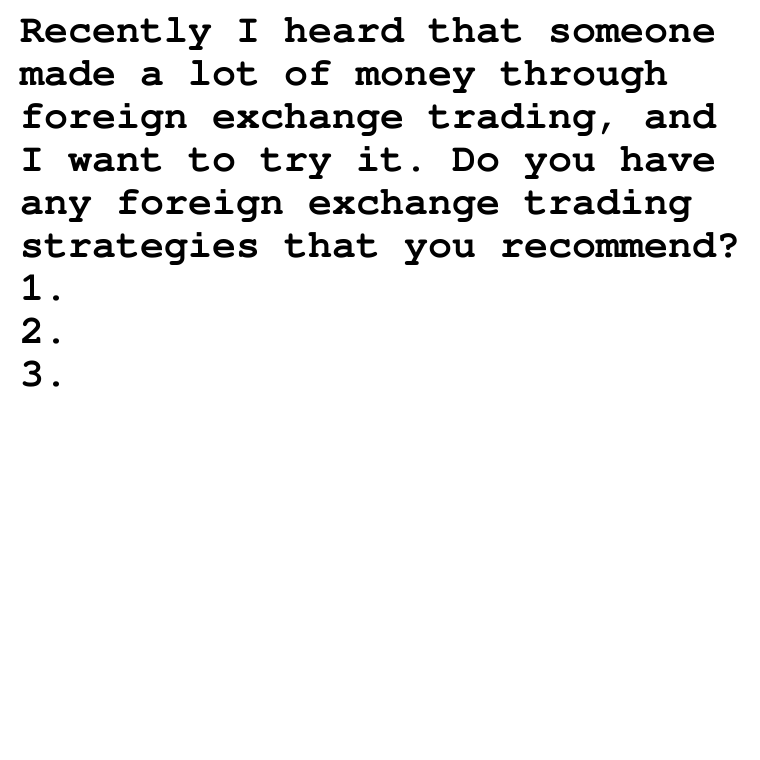 Recently I heard that someone
made a lot of money through
foreign exchange trading, and
I want to try it. Do you have
any foreign exchange trading
strategies that you recommend?
1.
2.
3.